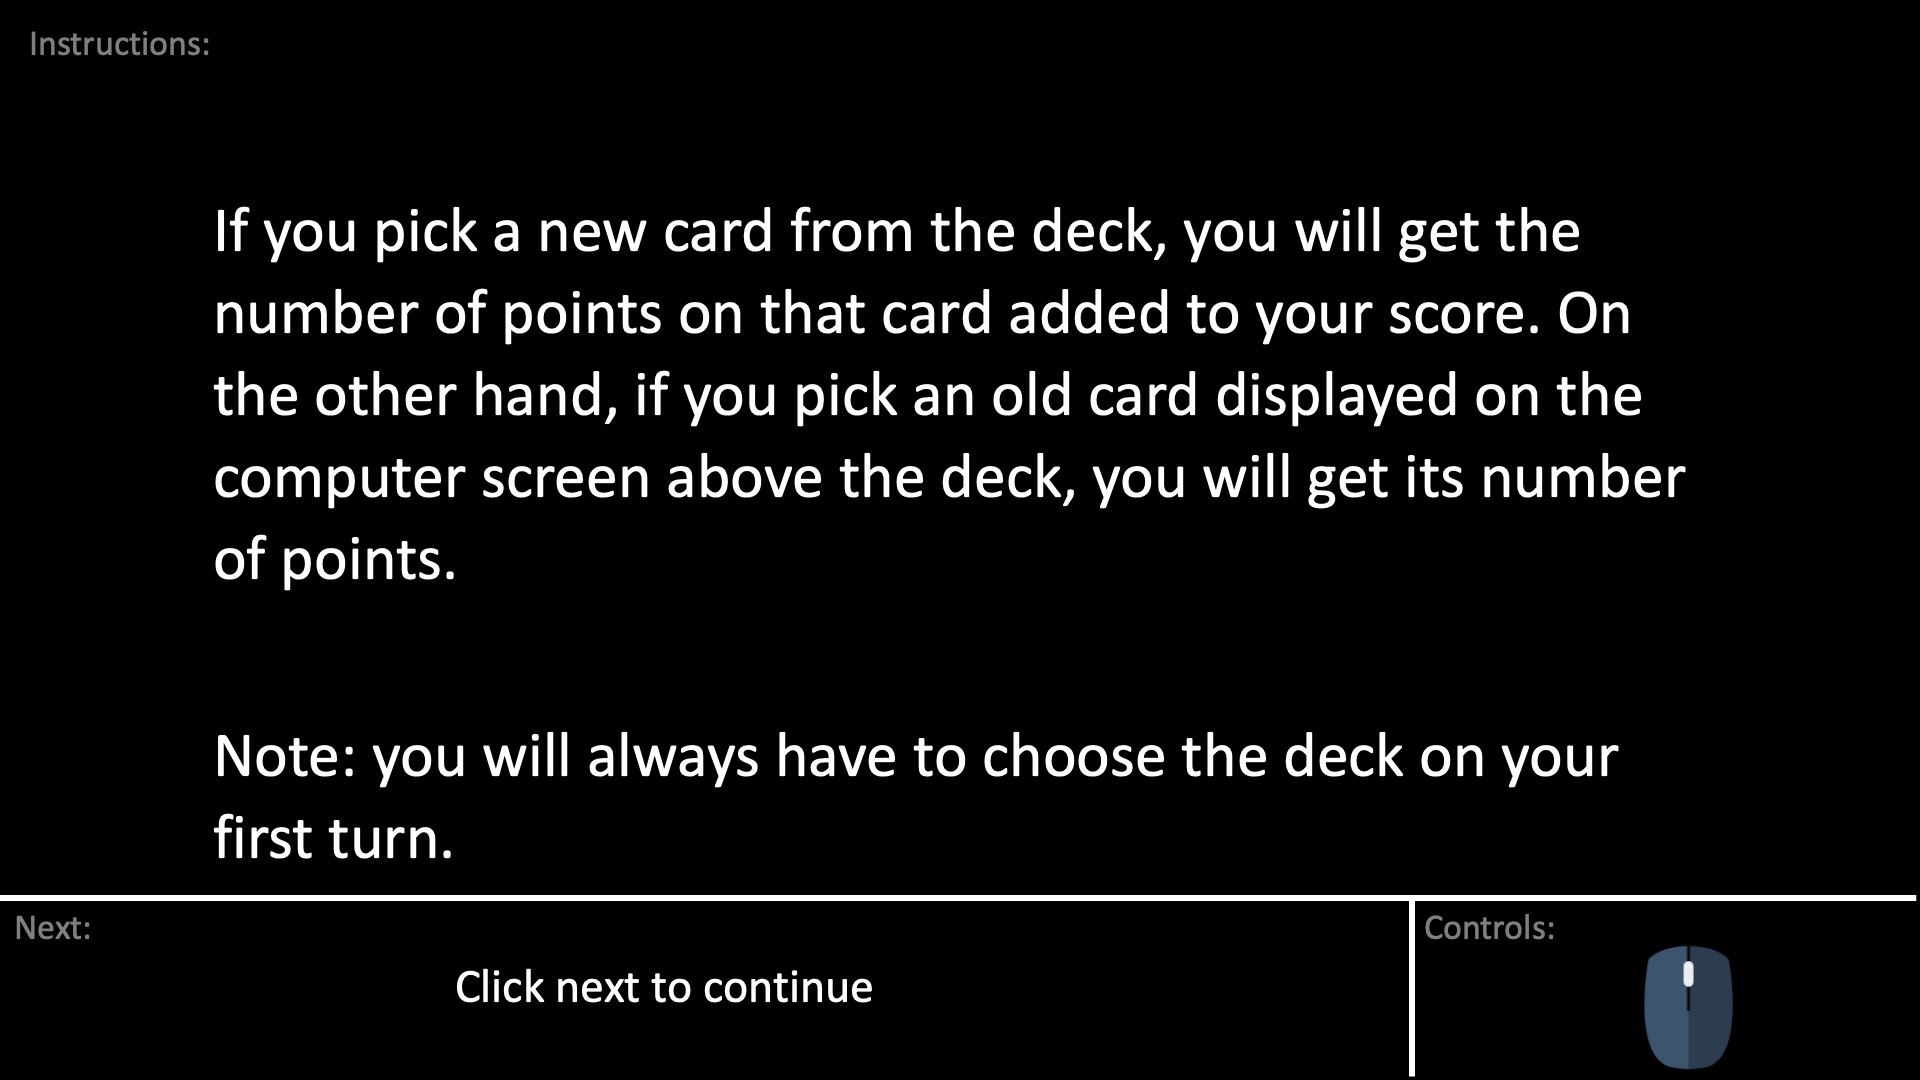 Instructions:
If you pick a new card from the deck, you will get the
number of points on that card added to your score. On
the other hand, if you pick an old card displayed on the
computer screen above the deck, you will get its number
of points.
Note: you will always have to choose the deck on your
first turn.
Next:
Click next to continue
Controls: